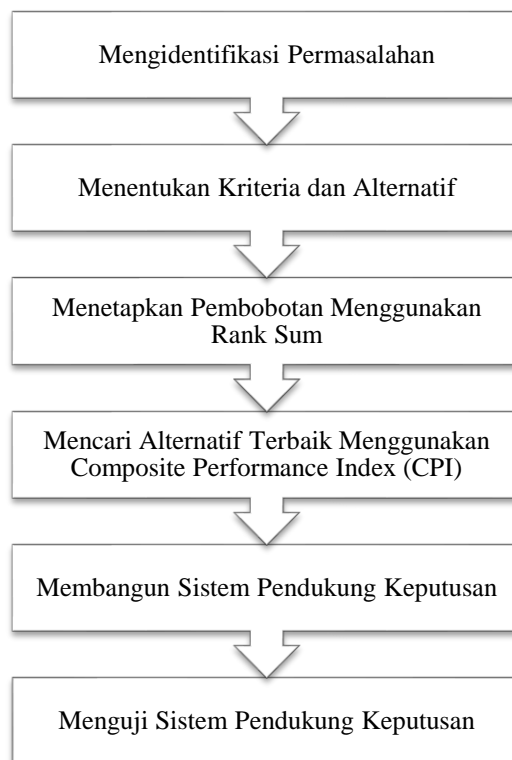 Mengidentifikasi Permasalahan
Menentukan Kriteria dan Alternatif
Menetapkan Pembobotan Menggunakan
Rank Sum
Mencari Alternatif Terbaik Menggunakan
Composite Performance Index (CPI)
Membangun Sistem Pendukung Keputusan
Menguji Sistem Pendukung Keputusan